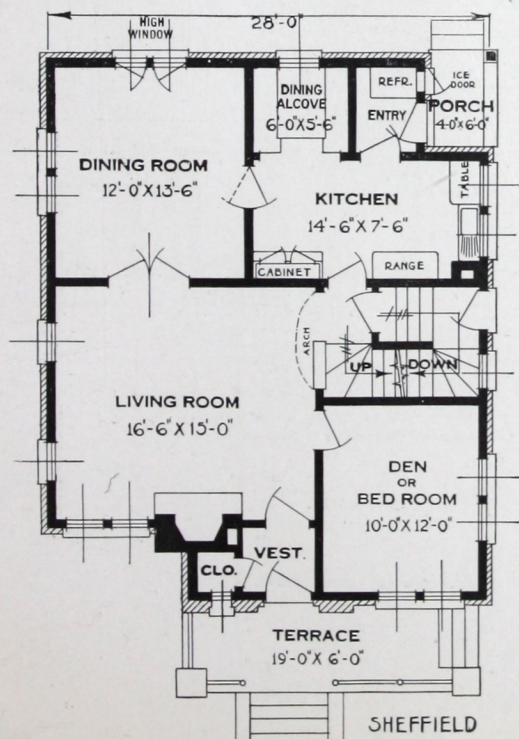 28'-0"
HIGH
WINDOW
DINING
ALCOVE
6'-0"X5'-6"
REFR.
ENTRY
ICE
DOOR
PORCH
4'-0"X6'-0"
DINING ROOM
12'-0"X13'-6"
KITCHEN
14'-6"X7'-6"
TABLE
CABINET
RANGE
ARCH
UP
DOWN
LIVING ROOM
16'-6"X15'-0"
DEN
OR
BED ROOM
10'-0"X12'-0"
VEST.
CLO.
TERRACE
19'-0"X6'-0"
SHEFFIELD